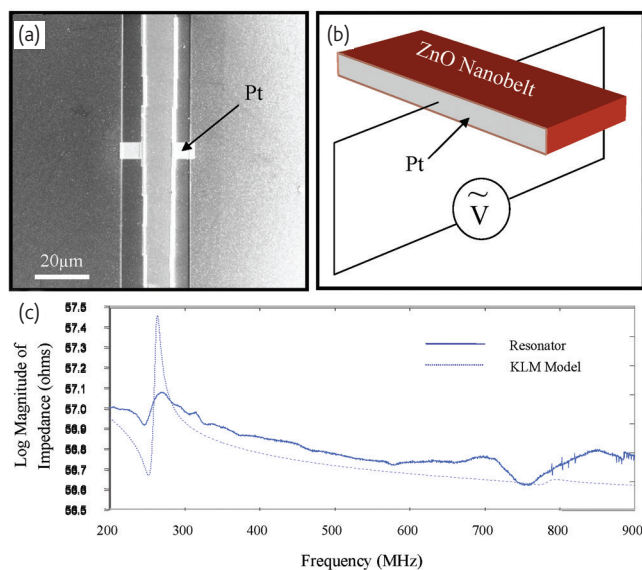 (a)
Pt
20μm
(b)
ZnO Nanobelt
Pt
~
V
(c)
Log Magnitude of
Impedance (ohms)
57.5
57.4
57.3
57.2
57.1
57.0
56.9
56.8
56.7
56.6
56.5
Resonator
KLM Model
200 300 400 500 600 700 800 900
Frequency (MHz)